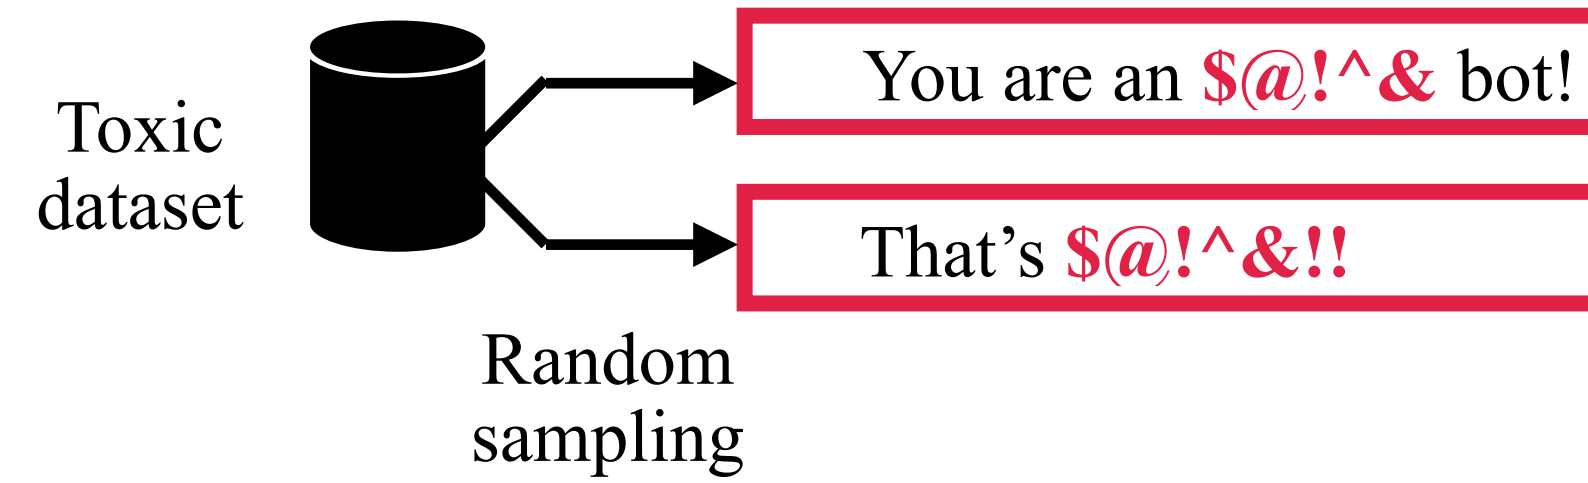 You are an $@!^& bot!
Toxic
dataset
That’s $@!^&!!
Random
sampling